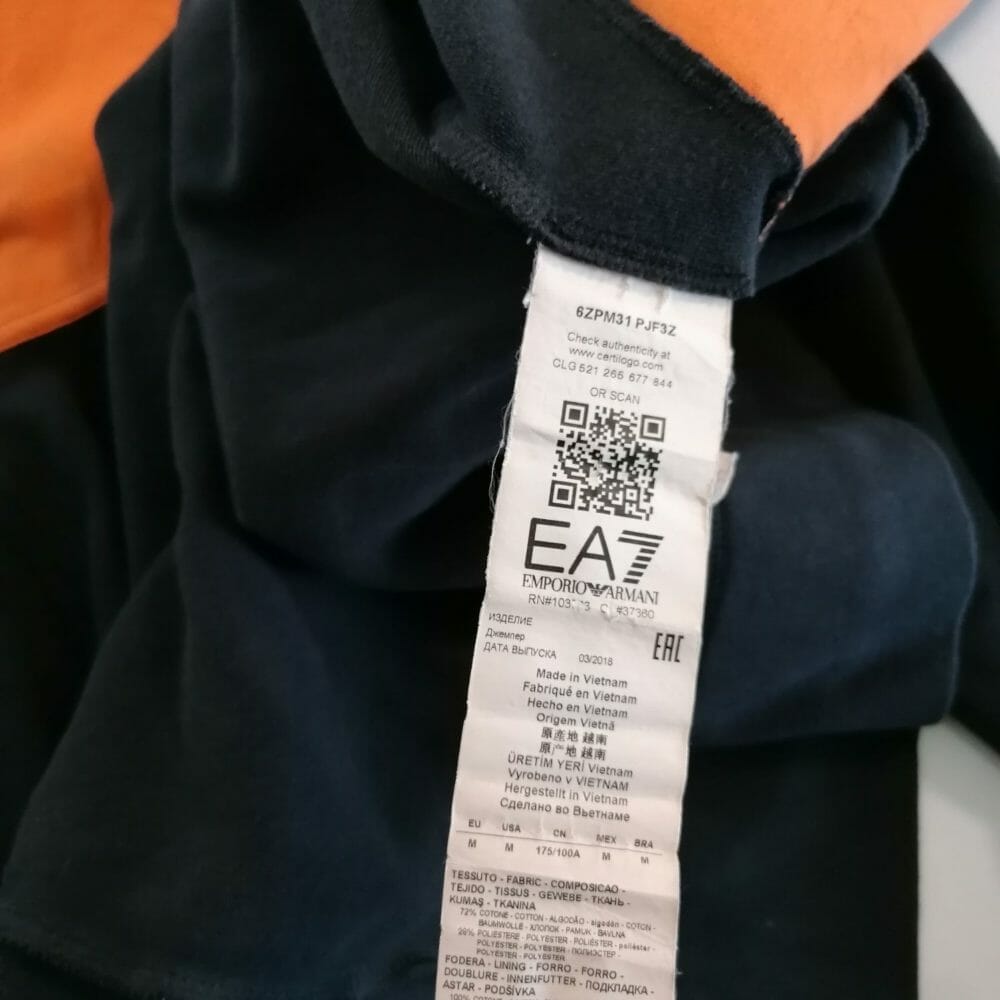 6ZPM31 PJF3Z
Check authenticity at
www certilogo.com
CLG 521 265 677 844
OR SCAN
EA7
EMPORIO ARMANI
#37360
ИЗДЕЛИЕ
Джемпер
ДАТА ВЫПУСКА 03/2018
EAC
Made in Vietnam
Fabriqué en Vietnam
Hecho en Vietnam
Origem Vietnã
原産地 越南
原产地 越南
ÜRETİM YERİ Vietnam
Vyrobeno v VIETNAM
Hergestellt in Vietnam
Сделано во Вьетнаме
EU USA CN MEX BRA
M M 175/100A M M
TESSUTO - FABRIC - COMPOSICAO -
TEJIDO - TISSUS - GEWEBE - ТКАНЬ -
KUMAŞ - TKANINA
72% COTONE - COTTON - ALGODÃO - algodón - COTON -
BAUMWOLLE - ХЛОПОК - PAMUK - BAVLNA
28% POLIESTERE - POLYESTER - POLIÉSTER - poliéster -
POLYESTER - POLYESTER - ПОЛИЭСТЕР -
POLYESTER - POLYESTER
FODERA - LINING - FORRO - FORRO -
DOUBLURE - INNENFUTTER - ПОДКЛАДКА -
ASTAR - PODŠÍVKA